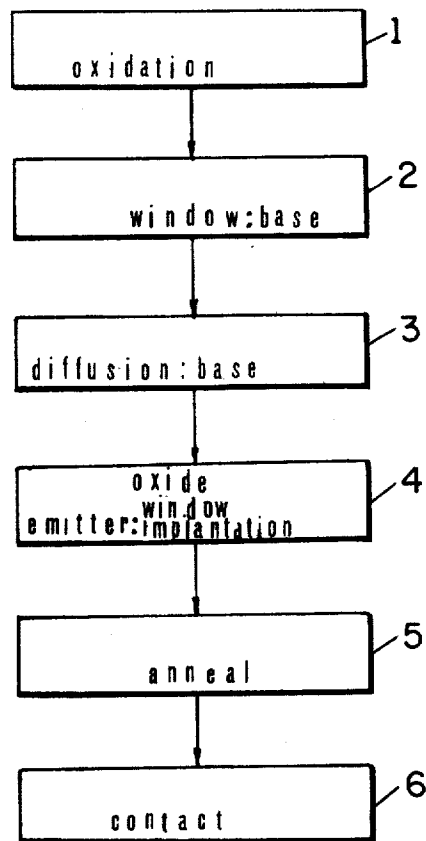 1
oxidation
2
window:base
3
diffusion:base
4
oxide
window
emitter:implantation
5
anneal
6
contact